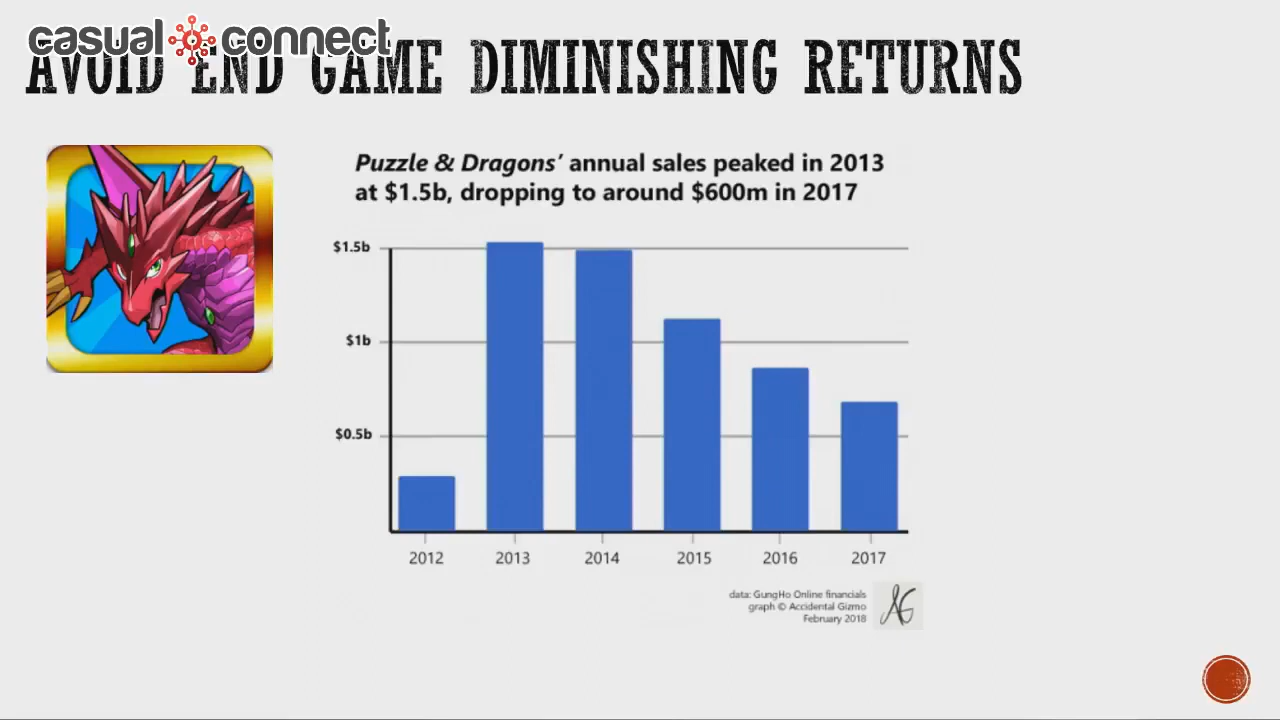 casual connect
AVOID END GAME DIMINISHING RETURNS
Puzzle & Dragons’ annual sales peaked in 2013
at $1.5b, dropping to around $600m in 2017
$1.5b
$1b
$0.5b
2012 2013 2014 2015 2016 2017
data: GungHo Online financials
graph © Accidental Gizmo
February 2018
AG